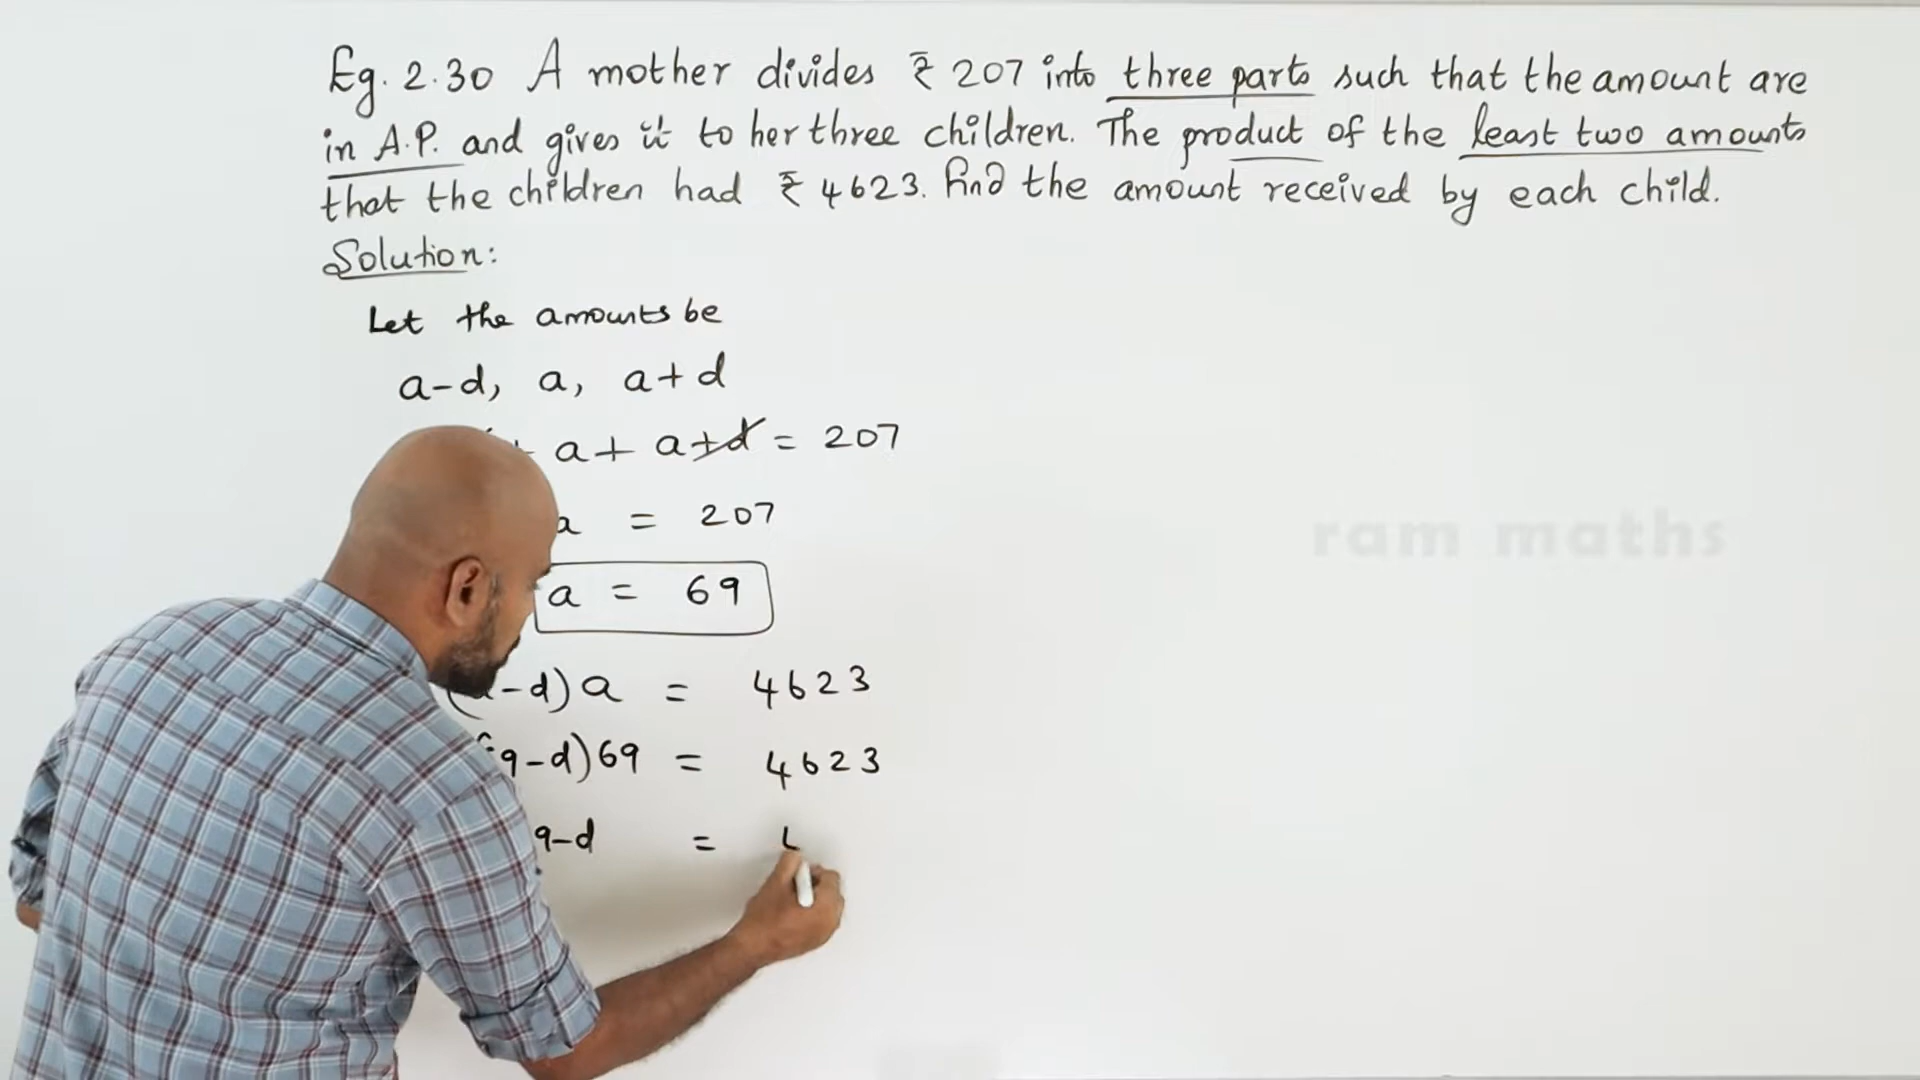 Eg. 2.30 A mother divides ₹ 207 into three parts such that the amount are
in A.P. and gives it to her three children. The product of the least two amounts
that the children had ₹ 4623. Find the amount received by each child.
Solution:
Let the amounts be
a-d, a, a+d
+ a + a+d = 207
a = 207
a = 69
ram maths
-d) a = 4623
9-d) 69 = 4623
9-d =